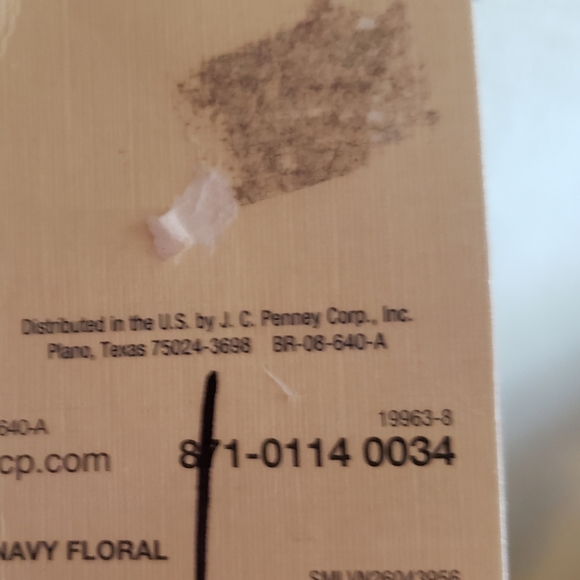 Distributed in the U.S. by J. C. Penney Corp., Inc.
Plano, Texas 75024-3698 BR-08-640-A
640-A
19963-8
cp.com
871-0114 0034
NAVY FLORAL